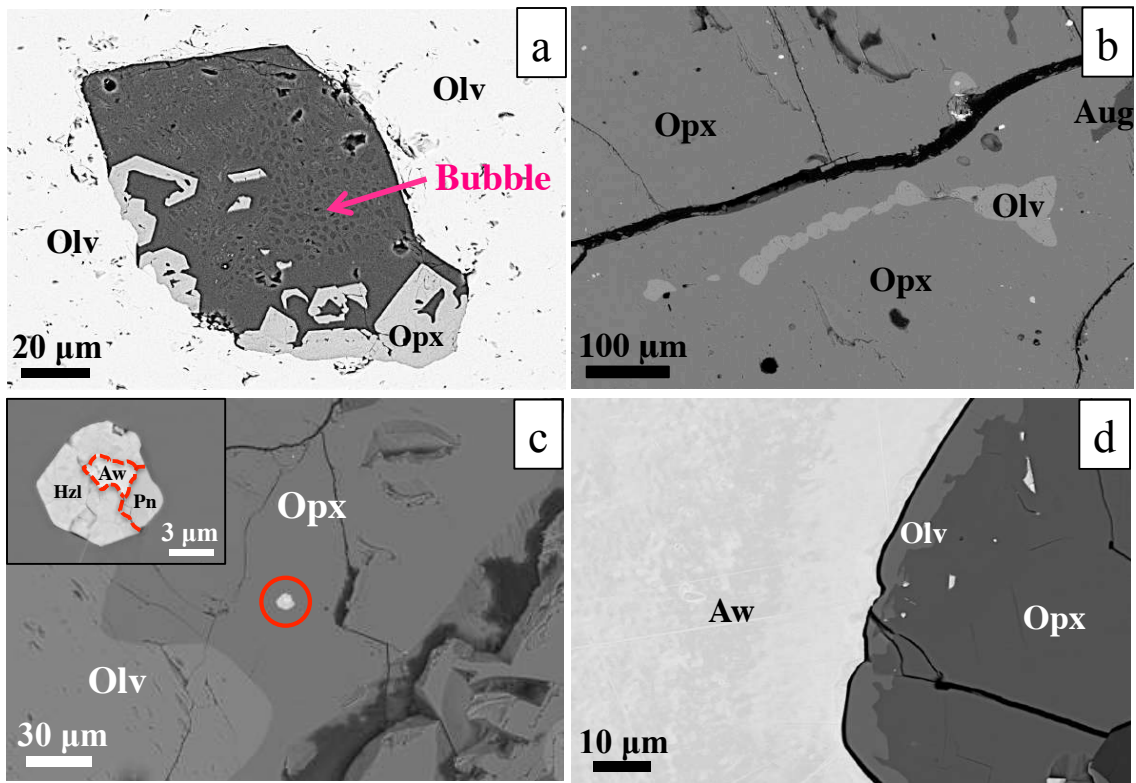 a
Olv
Bubble
Olv
Opx
20 μm
b
Opx
Aug
Olv
Opx
100 μm
c
Aw
Hzl
Pn
3 μm
Opx
Olv
30 μm
d
Olv
Aw
Opx
10 μm